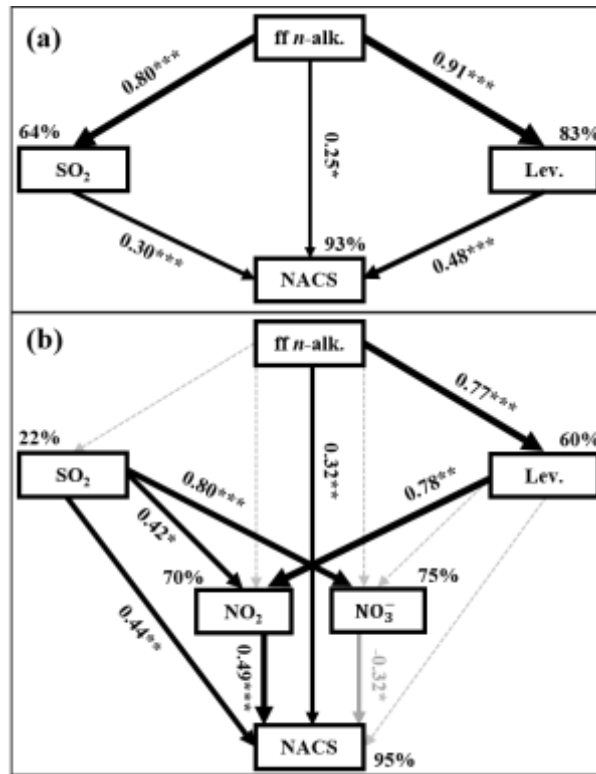 (a)
ff n-alk.
0.80***
0.91***
64%
83%
SO₂
0.25*
Lev.
0.30***
93%
0.48***
NACS
(b)
ff n-alk.
0.77***
22%
60%
SO₂
0.32**
Lev.
0.80***
0.78**
0.42*
70%
75%
NO₂
NO₃⁻
0.44**
0.49***
-0.32*
NACS
95%